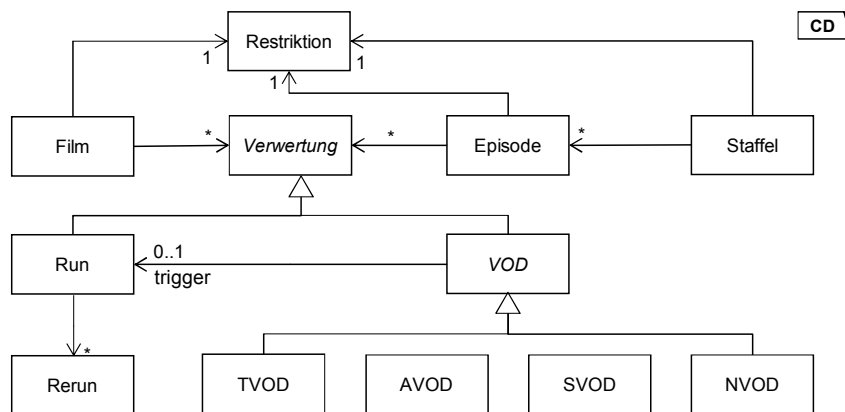 CD
Restriktion
1
1
1
Film
*
Verwertung
*
Episode
*
Staffel
Run
0..1
trigger
VOD
*
Rerun
TVOD
AVOD
SVOD
NVOD